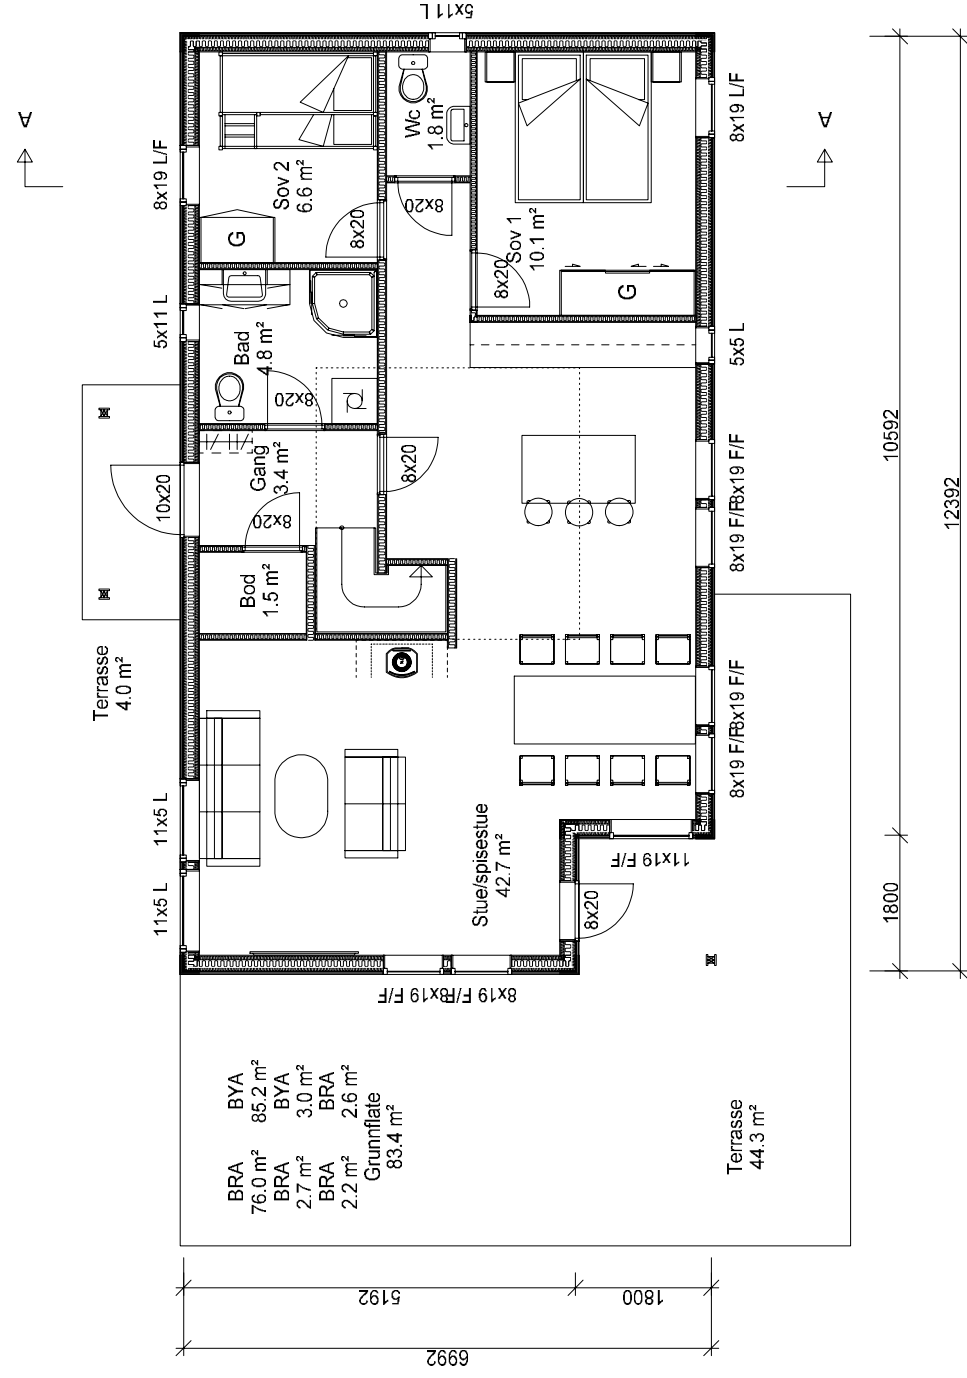 5x11 L
A
A
8x19 L/F
8x19 L/F
Wc
1.8 m²
Sov 2
6.6 m²
8x20
8x20
G
Sov 1
10.1 m²
8x20
G
5x11 L
Bad
4.8 m²
8x20
5x5 L
10x20
Gang
3.4 m²
8x20
8x20
8x19 F/F
8x19 F/F
Bod
1.5 m²
Terrasse
4.0 m²
8x19 F/F
8x19 F/F
11x5 L
11x5 L
Stue/spisestue
42.7 m²
11x19 F/F
8x20
8x19 F/F
8x19 F/F
10592
12392
1800
BRA
76.0 m²
BYA
85.2 m²
BRA
2.7 m²
BYA
3.0 m²
BRA
2.2 m²
BRA
2.6 m²
Grunnflate
83.4 m²
Terrasse
44.3 m²
5192
1800
6992